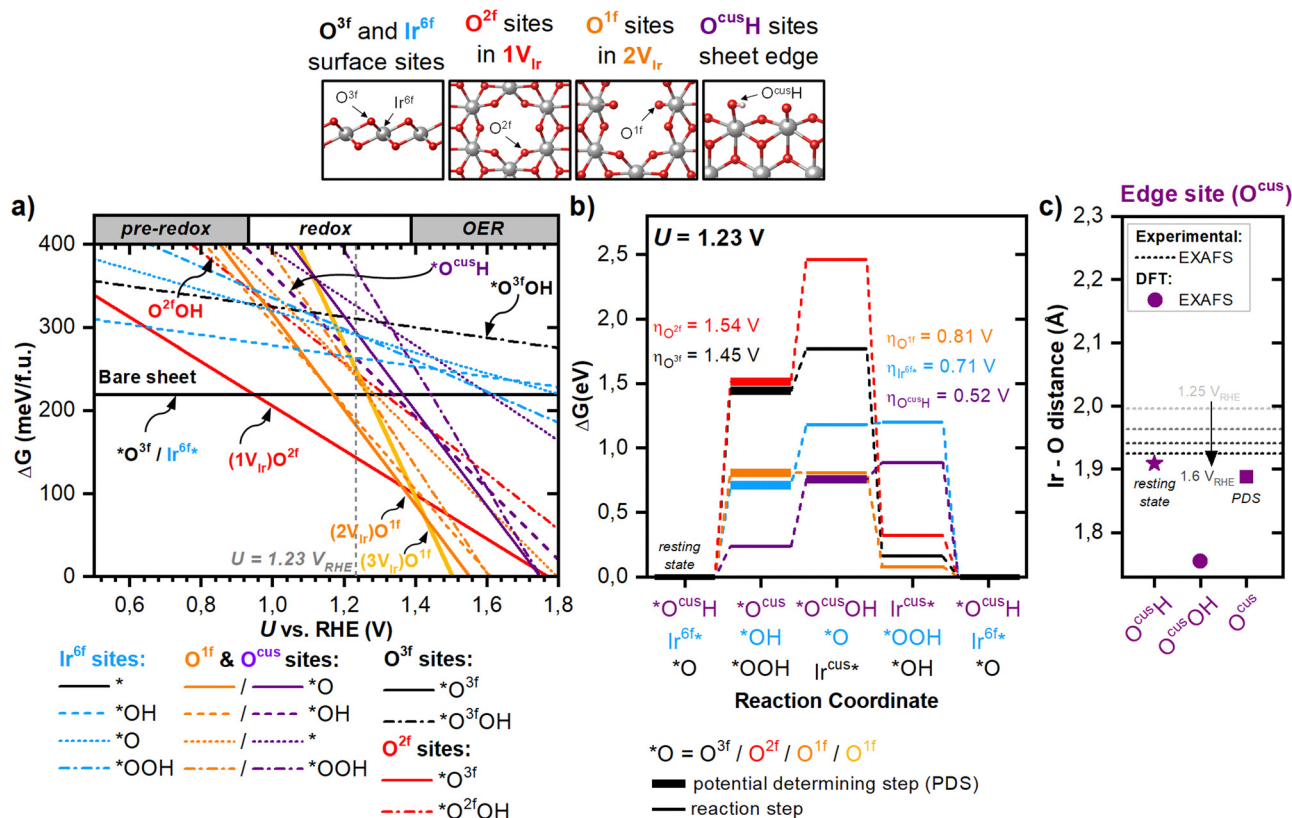 O3f and Ir6f
surface sites
O2f sites
in 1VIr
O1f sites
in 2VIr
OcusH sites
sheet edge
O3f
Ir6f
O2f
O1f
OcusH
a)
pre-redox
redox
OER
ΔG (meV/f.u.)
400
300
200
100
0
O2fOH
*OcusH
*O3fOH
Bare sheet
*O3f / Ir6f*
(1VIr)O2f
(2VIr)O1f
(3VIr)O1f
U = 1.23 VRHE
0,6
0,8
1,0
1,2
1,4
1,6
1,8
U vs. RHE (V)
Ir6f sites:
*
*OH
*O
*OOH
O1f & Ocus sites:
/ *O
/ *OH
/ *
/ *OOH
O3f sites:
*O3f
*O3fOH
O2f sites:
*O3f
*O2fOH
b)
U = 1.23 V
ΔG(eV)
2,5
2,0
1,5
1,0
0,5
0,0
ηO2f = 1.54 V
ηO3f = 1.45 V
ηO1f = 0.81 V
ηIr6f* = 0.71 V
ηOcusH = 0.52 V
resting
state
*OcusH
*Ocus
*OcusOH
Ircus*
*OcusH
Ir6f*
*OH
*O
*OOH
Ir6f*
*O
*OOH
Ircus*
*OH
*O
Reaction Coordinate
*O = O3f / O2f / O1f / O1f
potential determining step (PDS)
reaction step
c)
Edge site (Ocus)
Ir - O distance (Å)
2,3
2,2
2,1
2,0
1,9
1,8
Experimental:
EXAFS
DFT:
EXAFS
1.25 VRHE
1.6 VRHE
resting
state
PDS
OcusH
OcusOH
Ocus